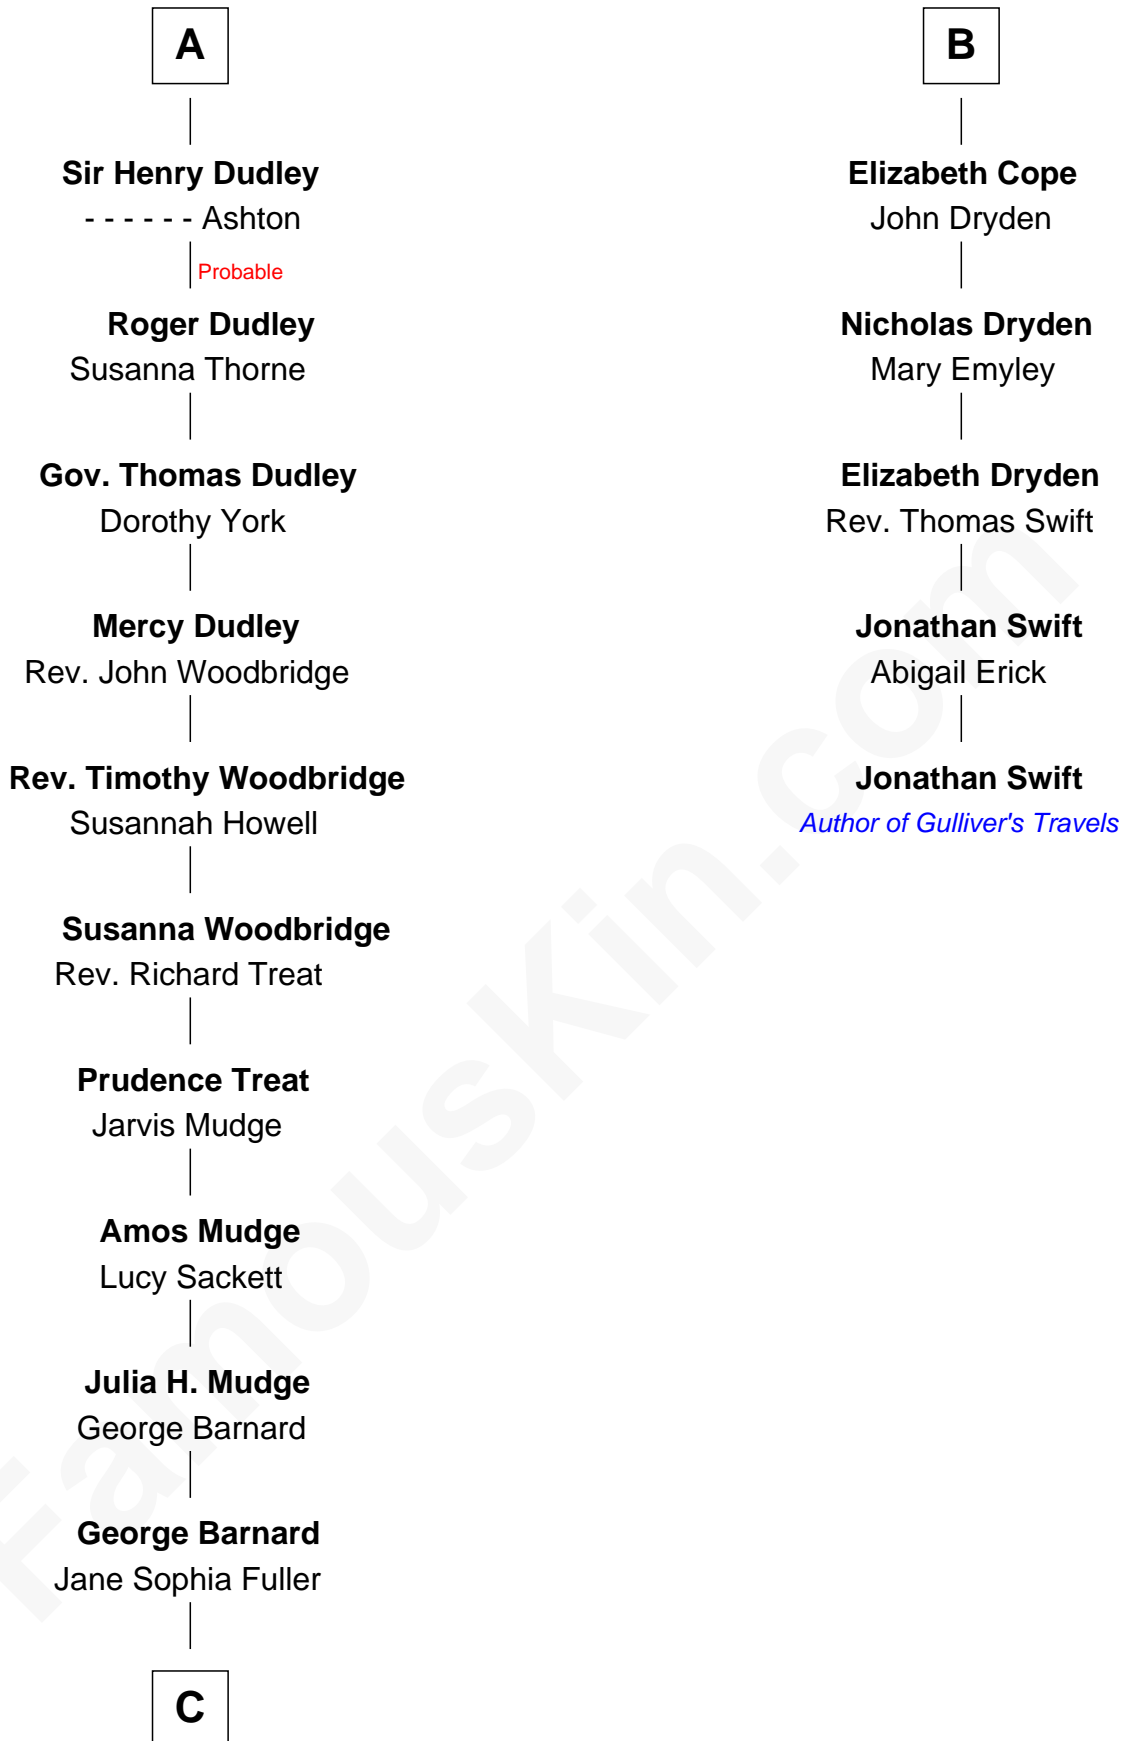 A
Sir Henry Dudley
- - - - - - Ashton
Probable
Roger Dudley
Susanna Thorne
Gov. Thomas Dudley
Dorothy York
Mercy Dudley
Rev. John Woodbridge
Rev. Timothy Woodbridge
Susannah Howell
Susanna Woodbridge
Rev. Richard Treat
Prudence Treat
Jarvis Mudge
Amos Mudge
Lucy Sackett
Julia H. Mudge
George Barnard
George Barnard
Jane Sophia Fuller
C
B
Elizabeth Cope
John Dryden
Nicholas Dryden
Mary Emyley
Elizabeth Dryden
Rev. Thomas Swift
Jonathan Swift
Abigail Erick
Jonathan Swift
Author of Gulliver's Travels
FamousKin.com